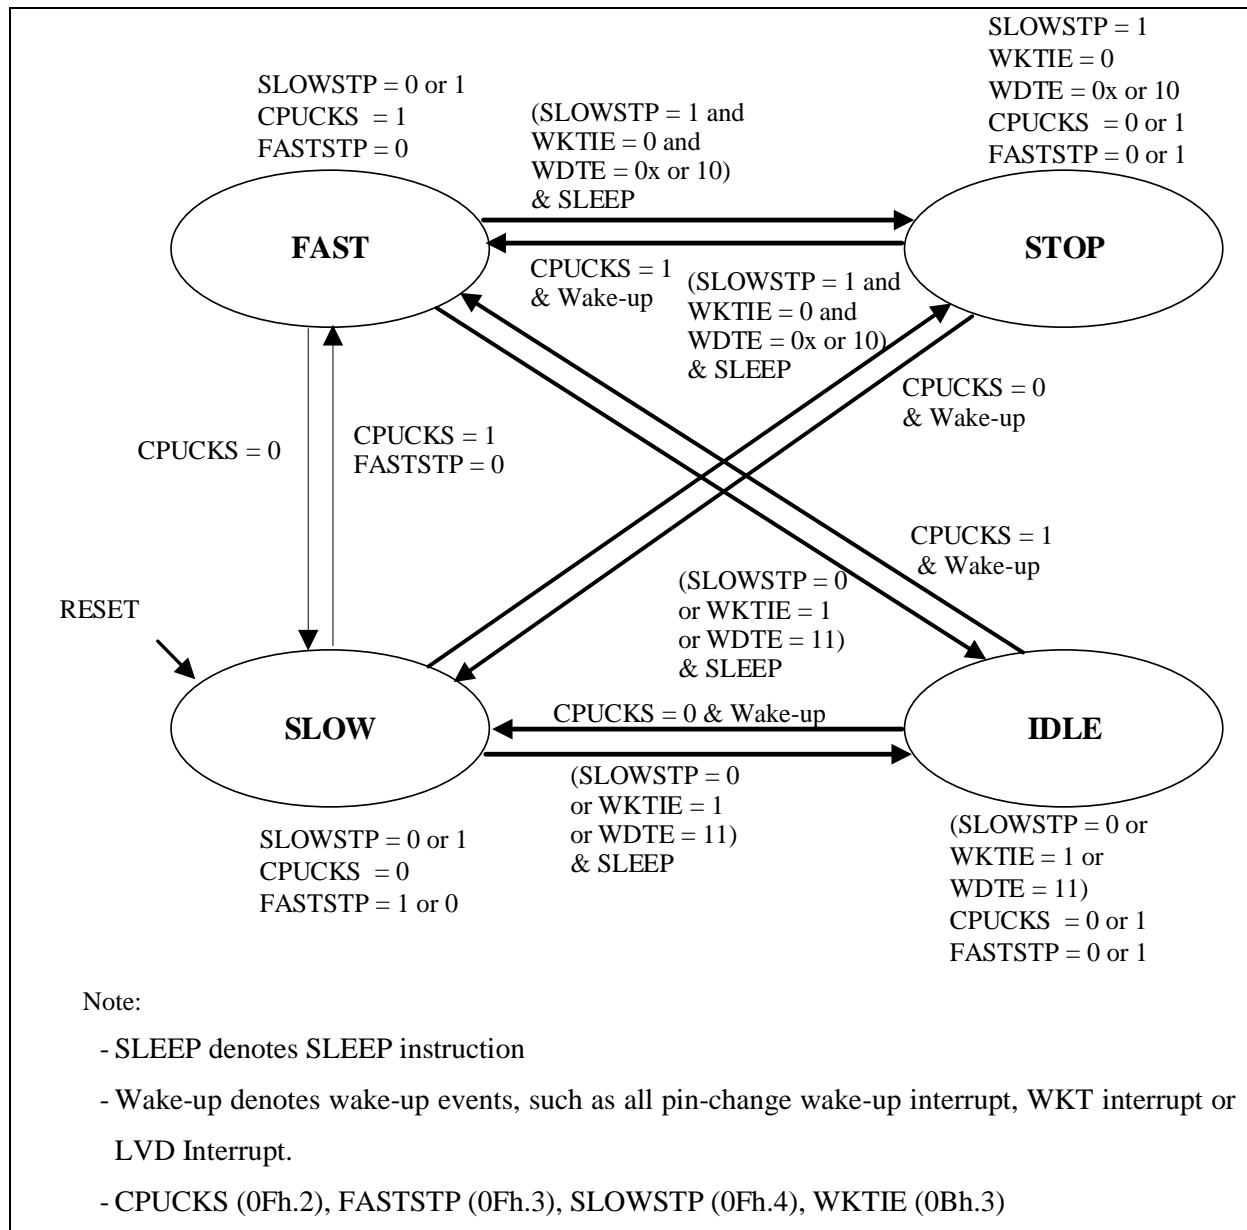 SLOWSTP = 1
WKTIE = 0
WDTE = 0x or 10
CPUCKS = 0 or 1
FASTSTP = 0 or 1
SLOWSTP = 0 or 1
CPUCKS = 1
FASTSTP = 0
(SLOWSTP = 1 and
WKTIE = 0 and
WDTE = 0x or 10)
& SLEEP
FAST
STOP
CPUCKS = 1
& Wake-up
(SLOWSTP = 1 and
WKTIE = 0 and
WDTE = 0x or 10)
& SLEEP
CPUCKS = 0
& Wake-up
CPUCKS = 0
CPUCKS = 1
FASTSTP = 0
CPUCKS = 1
& Wake-up
(SLOWSTP = 0
or WKTIE = 1
or WDTE = 11)
& SLEEP
RESET
SLOW
CPUCKS = 0 & Wake-up
IDLE
(SLOWSTP = 0
or WKTIE = 1
or WDTE = 11)
& SLEEP
SLOWSTP = 0 or 1
CPUCKS = 0
FASTSTP = 1 or 0
(SLOWSTP = 0 or
WKTIE = 1 or
WDTE = 11)
CPUCKS = 0 or 1
FASTSTP = 0 or 1
Note:
- SLEEP denotes SLEEP instruction
- Wake-up denotes wake-up events, such as all pin-change wake-up interrupt, WKT interrupt or
LVD Interrupt.
- CPUCKS (0Fh.2), FASTSTP (0Fh.3), SLOWSTP (0Fh.4), WKTIE (0Bh.3)